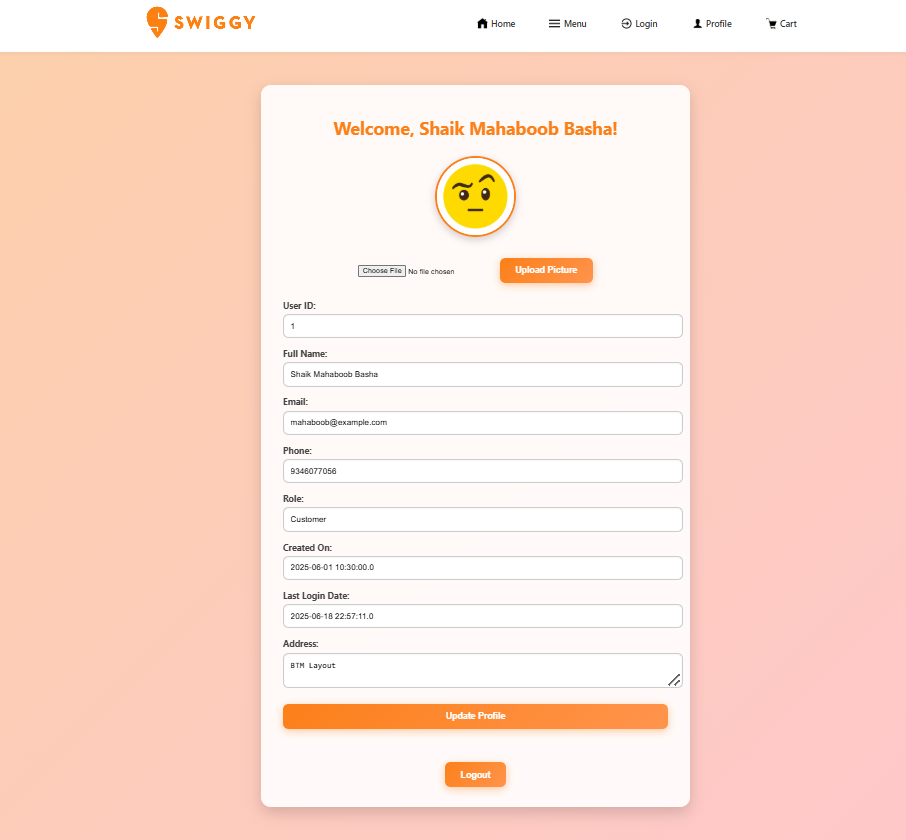 SWIGGY
Home Menu Login Profile Cart
Welcome, Shaik Mahaboob Basha!
Choose File No file chosen Upload Picture
User ID:
1
Full Name:
Shaik Mahaboob Basha
Email:
mahaboob@example.com
Phone:
9346077056
Role:
Customer
Created On:
2025-06-01 10:30:00.0
Last Login Date:
2025-06-18 22:57:11.0
Address:
BTM Layout
Update Profile
Logout